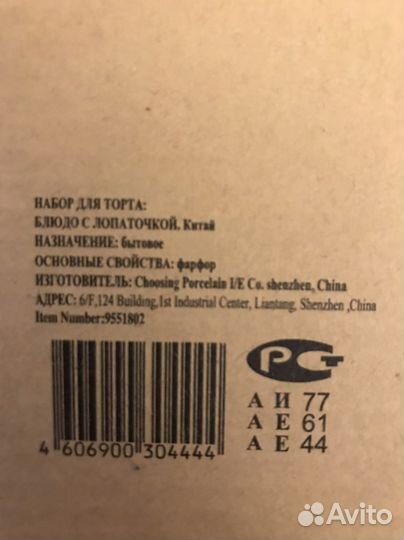 НАБОР ДЛЯ ТОРТА:
БЛЮДО С ЛОПАТОЧКОЙ. Китай
НАЗНАЧЕНИЕ: бытовое
ОСНОВНЫЕ СВОЙСТВА: фарфор
ИЗГОТОВИТЕЛЬ: Choosing Porcelain I/E Co. shenzhen, China
АДРЕС: 6/F,124 Building,1st Industrial Center, Liantang, Shenzhen ,China
Item Number:9551802
РСТ
АИ 77
АЕ 61
АЕ 44
4 606900 304444
Avito